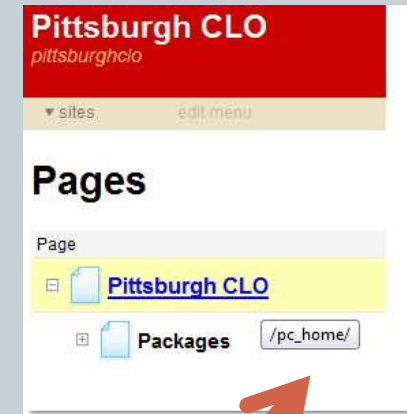 Pittsburgh CLO
pittsburghclo
▾ sites edit menu
Pages
Page
Pittsburgh CLO
Packages /pc_home/